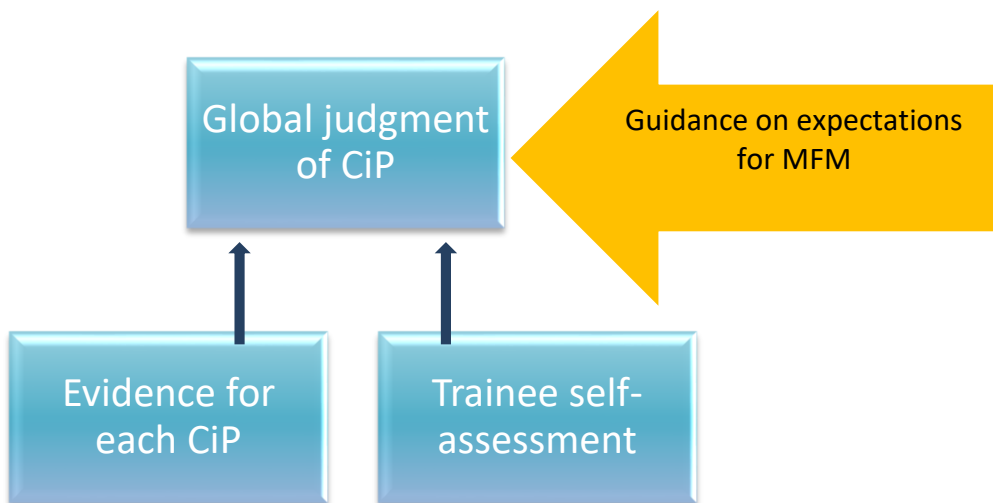 Global judgment
of CiP
Guidance on expectations
for MFM
Evidence for
each CiP
Trainee self-
assessment